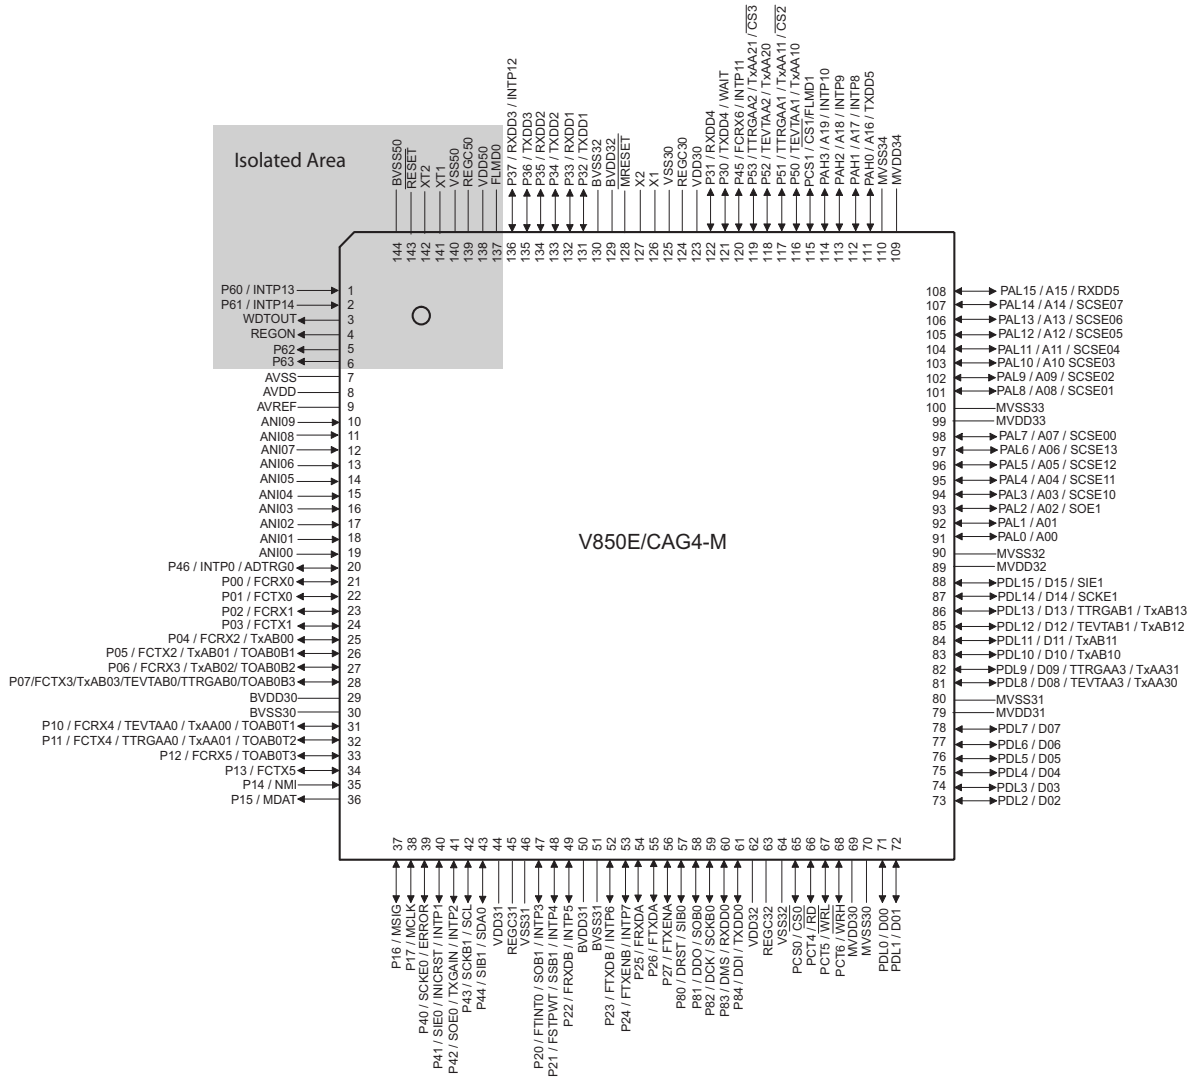 Isolated Area
BVSS50
RESET
XT2
XT1
VSS50
REGC50
VDD50
FLMD0
P37 / RXDD3 / INTP12
P36 / TXDD3
P35 / RXDD2
P34 / TXDD2
P33 / RXDD1
P32 / TXDD1
BVSS32
BVDD32
MRESET
X2
X1
VSS30
REGC30
VDD30
P31 / RXDD4
P30 / TXDD4 / WAIT
P45 / FCRX6 / INTP11
P53 / TTRGAA2 / TxAA21 / CS3
P52 / TEVTAA2 / TxAA20
P51 / TTRGAA1 / TxAA11 / CS2
P50 / TEVTAA1 / TxAA10
PCS1 / CS1/FLMD1
PAH3 / A19 / INTP10
PAH2 / A18 / INTP9
PAH1 / A17 / INTP8
PAH0 / A16 / TXDD5
MVSS34
MVDD34
144
143
142
141
140
139
138
137
136
135
134
133
132
131
130
129
128
127
126
125
124
123
122
121
120
119
118
117
116
115
114
113
112
111
110
109
P60 / INTP13 1
P61 / INTP14 2
WDTOUT 3
REGON 4
P62 5
P63 6
AVSS 7
AVDD 8
AVREF 9
ANI09 10
ANI08 11
ANI07 12
ANI06 13
ANI05 14
ANI04 15
ANI03 16
ANI02 17
ANI01 18
ANI00 19
P46 / INTP0 / ADTRG0 20
P00 / FCRX0 21
P01 / FCTX0 22
P02 / FCRX1 23
P03 / FCTX1 24
P04 / FCRX2 / TxAB00 25
P05 / FCTX2 / TxAB01 / TOAB0B1 26
P06 / FCRX3 / TxAB02/ TOAB0B2 27
P07/FCTX3/TxAB03/TEVTAB0/TTRGAB0/TOAB0B3 28
BVDD30 29
BVSS30 30
P10 / FCRX4 / TEVTAA0 / TxAA00 / TOAB0T1 31
P11 / FCTX4 / TTRGAA0 / TxAA01 / TOAB0T2 32
P12 / FCRX5 / TOAB0T3 33
P13 / FCTX5 34
P14 / NMI 35
P15 / MDAT 36
V850E/CAG4-M
108 PAL15 / A15 / RXDD5
107 PAL14 / A14 / SCSE07
106 PAL13 / A13 / SCSE06
105 PAL12 / A12 / SCSE05
104 PAL11 / A11 / SCSE04
103 PAL10 / A10 SCSE03
102 PAL9 / A09 / SCSE02
101 PAL8 / A08 / SCSE01
100 MVSS33
99 MVDD33
98 PAL7 / A07 / SCSE00
97 PAL6 / A06 / SCSE13
96 PAL5 / A05 / SCSE12
95 PAL4 / A04 / SCSE11
94 PAL3 / A03 / SCSE10
93 PAL2 / A02 / SOE1
92 PAL1 / A01
91 PAL0 / A00
90 MVSS32
89 MVDD32
88 PDL15 / D15 / SIE1
87 PDL14 / D14 / SCKE1
86 PDL13 / D13 / TTRGAB1 / TxAB13
85 PDL12 / D12 / TEVTAB1 / TxAB12
84 PDL11 / D11 / TxAB11
83 PDL10 / D10 / TxAB10
82 PDL9 / D09 / TTRGAA3 / TxAA31
81 PDL8 / D08 / TEVTAA3 / TxAA30
80 MVSS31
79 MVDD31
78 PDL7 / D07
77 PDL6 / D06
76 PDL5 / D05
75 PDL4 / D04
74 PDL3 / D03
73 PDL2 / D02
37
38
39
40
41
42
43
44
45
46
47
48
49
50
51
52
53
54
55
56
57
58
59
60
61
62
63
64
65
66
67
68
69
70
71
72
P16 / MSIG
P17 / MCLK
P40 / SCKE0 / ERROR
P41 / SIE0 / INICRST / INTP1
P42 / SOE0 / TXGAIN / INTP2
P43 / SCKB1 / SCL
P44 / SIB1 / SDA0
VDD31
REGC31
VSS31
P20 / FTINT0 / SOB1 / INTP3
P21 / FSTPWT / SSB1 / INTP4
P22 / FRXDB / INTP5
BVDD31
BVSS31
P23 / FTXDB / INTP6
P24 / FTXENB / INTP7
P25 / FRXDA
P26 / FTXDA
P27 / FTXENA
P80 / DRST / SIB0
P81 / DDO / SOB0
P82 / DCK / SCKB0
P83 / DMS / RXDD0
P84 / DDI / TXDD0
VDD32
REGC32
VSS32
PCS0 / CS0
PCT4 / RD
PCT5 / WRL
PCT6 / WRH
MVDD30
MVSS30
PDL0 / D00
PDL1 / D01